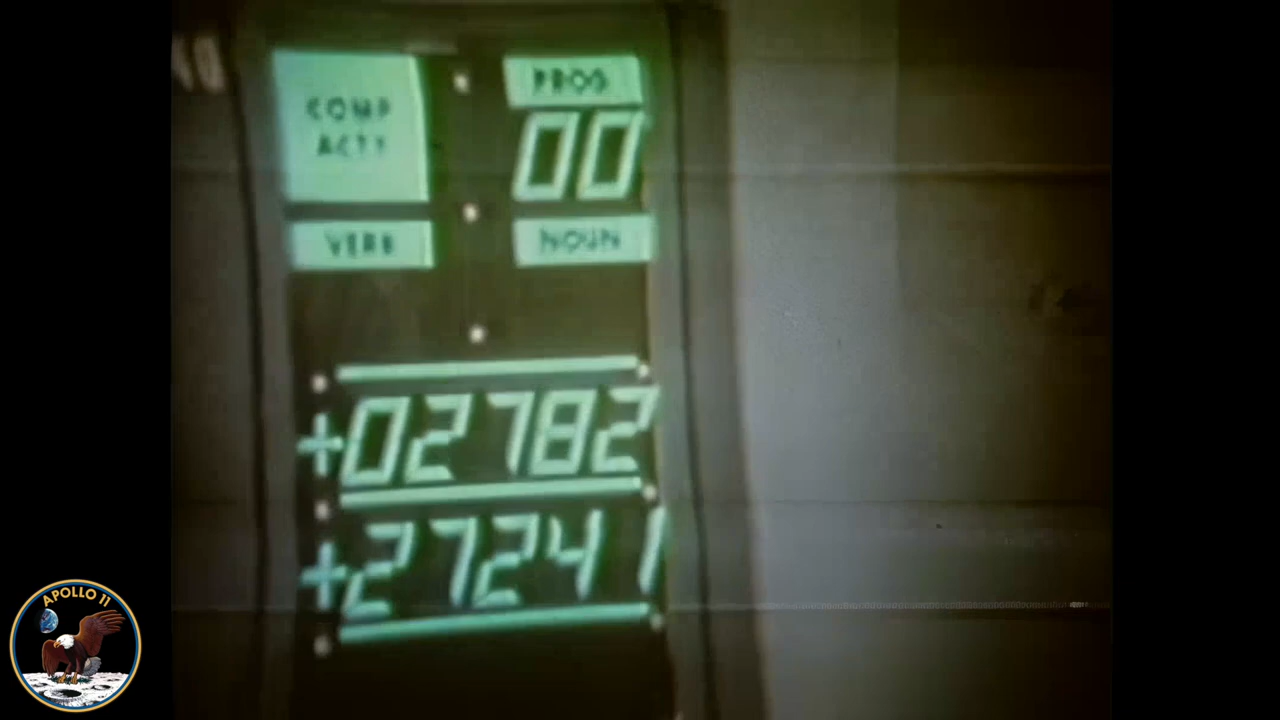 COMP PROG
ACTY 00
VERB NOUN
+02782
+27241
APOLLO 11